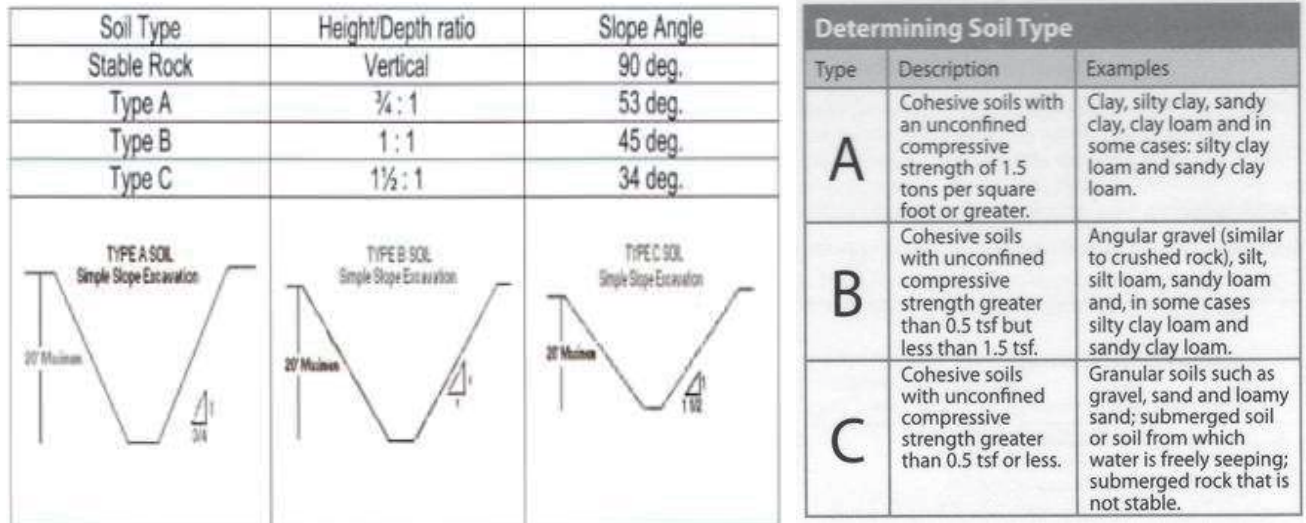 Soil Type Height/Depth ratio Slope Angle
Stable Rock Vertical 90 deg.
Type A ¾ : 1 53 deg.
Type B 1 : 1 45 deg.
Type C 1½ : 1 34 deg.
TYPE A SOIL
Simple Slope Excavation
20' Maximum
1
3/4
TYPE B SOIL
Simple Slope Excavation
20' Maximum
1
1
TYPE C SOIL
Simple Slope Excavation
20' Maximum
1
1 1/2
Determining Soil Type
Type Description Examples
A
Cohesive soils with
an unconfined
compressive
strength of 1.5
tons per square
foot or greater.
Clay, silty clay, sandy
clay, clay loam and in
some cases: silty clay
loam and sandy clay
loam.
B
Cohesive soils
with unconfined
compressive
strength greater
than 0.5 tsf but
less than 1.5 tsf.
Angular gravel (similar
to crushed rock), silt,
silt loam, sandy loam
and, in some cases
silty clay loam and
sandy clay loam.
C
Cohesive soils
with unconfined
compressive
strength greater
than 0.5 tsf or less.
Granular soils such as
gravel, sand and loamy
sand; submerged soil
or soil from which
water is freely seeping;
submerged rock that is
not stable.